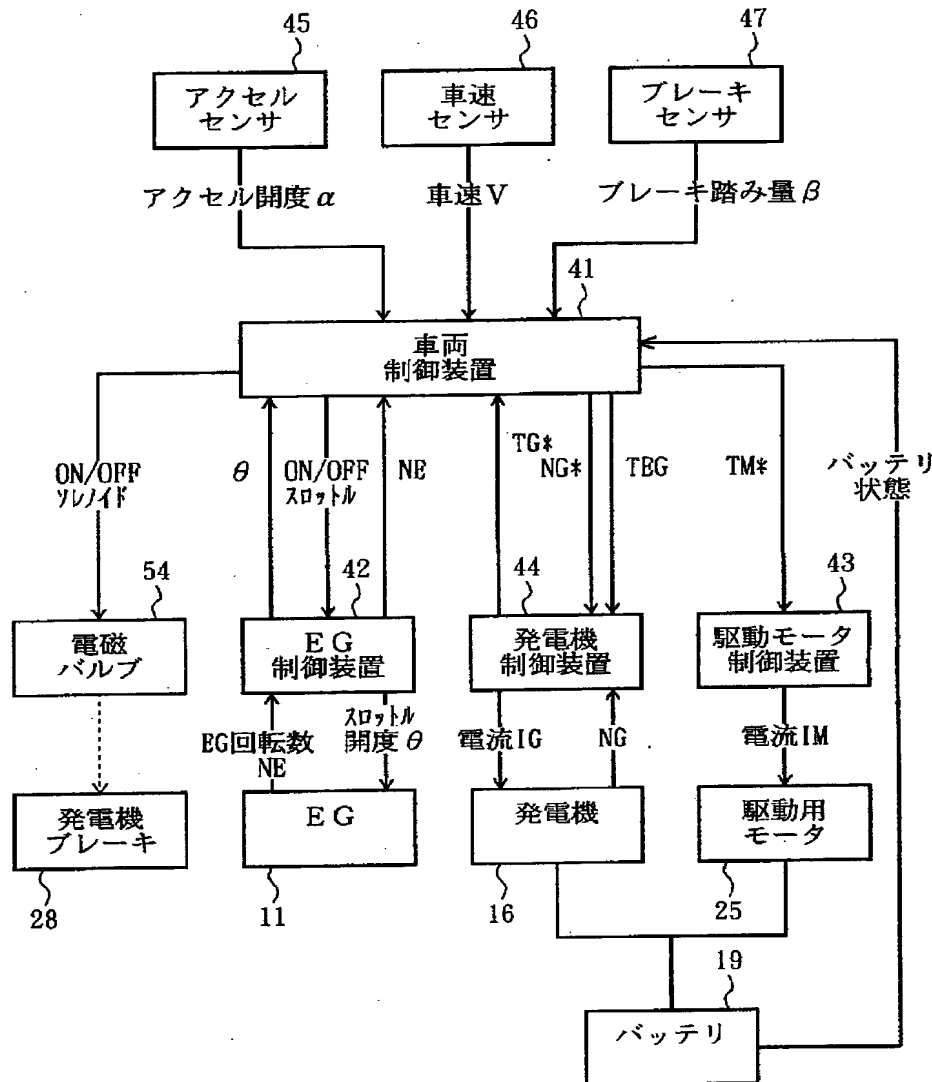 45
46
47
アクセル
センサ
車速
センサ
ブレーキ
センサ
アクセル開度α
車速V
ブレーキ踏み量β
41
車両
制御装置
ON/OFF
ソレノイド
θ
ON/OFF
スロットル
NE
TG*
NG*
TEG
TM*
バッテリ
状態
54
42
44
43
電磁
バルブ
EG
制御装置
発電機
制御装置
駆動モータ
制御装置
EG回転数
NE
スロットル
開度θ
電流IG
NG
電流IM
発電機
ブレーキ
EG
発電機
駆動用
モータ
28
11
16
25
19
バッテリ